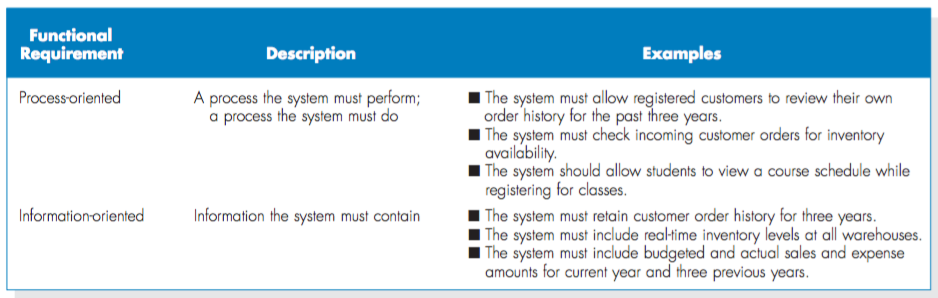 Functional
Requirement
Description
Examples
Process-oriented
A process the system must perform;
a process the system must do
■ The system must allow registered customers to review their own
order history for the past three years.
■ The system must check incoming customer orders for inventory
availability.
■ The system should allow students to view a course schedule while
registering for classes.
Information-oriented
Information the system must contain
■ The system must retain customer order history for three years.
■ The system must include real-time inventory levels at all warehouses.
■ The system must include budgeted and actual sales and expense
amounts for current year and three previous years.